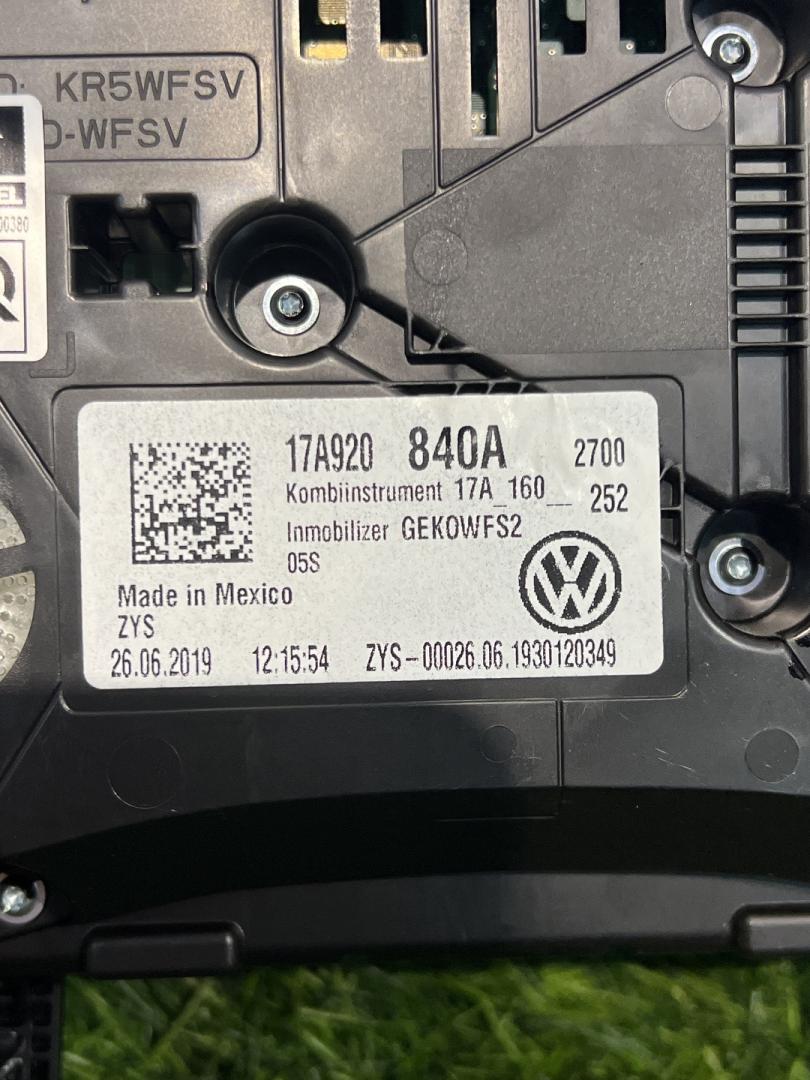 D: KR5WFSV
D-WFSV
00380
17A920 840A 2700
Kombiinstrument 17A_160__ 252
Inmobilizer GEKOWFS2
05S
Made in Mexico
ZYS
26.06.2019 12:15:54 ZYS-00026.06.1930120349